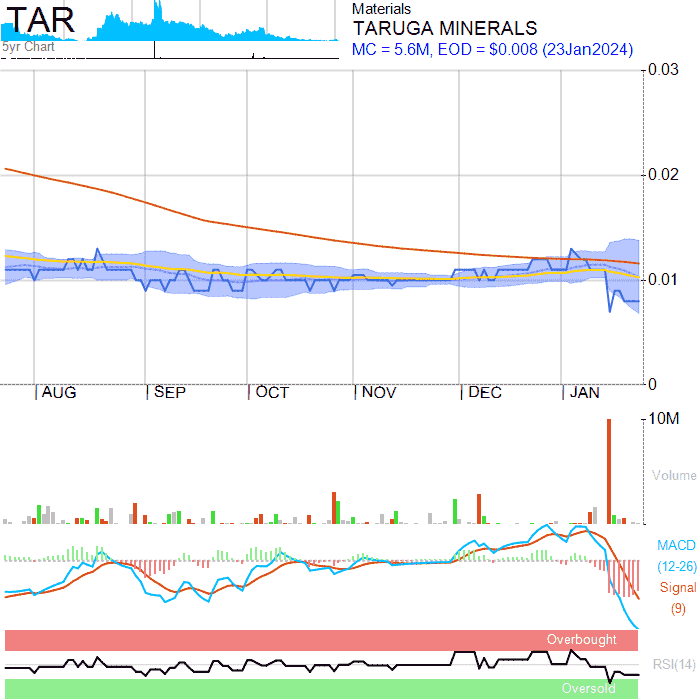 TAR
5yr Chart
Materials
TARUGA MINERALS
MC = 5.6M, EOD = $0.008 (23Jan2024)
0.03
0.02
0.01
0
AUG SEP OCT NOV DEC JAN
10M
Volume
MACD
(12-26)
Signal
(9)
Overbought
RSI(14)
Oversold